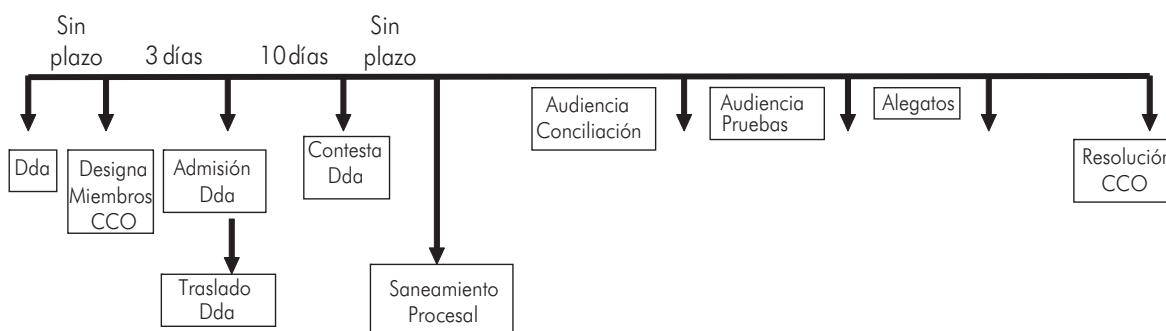 Sin
plazo
3 días
10 días
Sin
plazo
Audiencia
Conciliación
Audiencia
Pruebas
Alegatos
Dda
Designa
Miembros
CCO
Admisión
Dda
Contesta
Dda
Resolución
CCO
Traslado
Dda
Saneamiento
Procesal